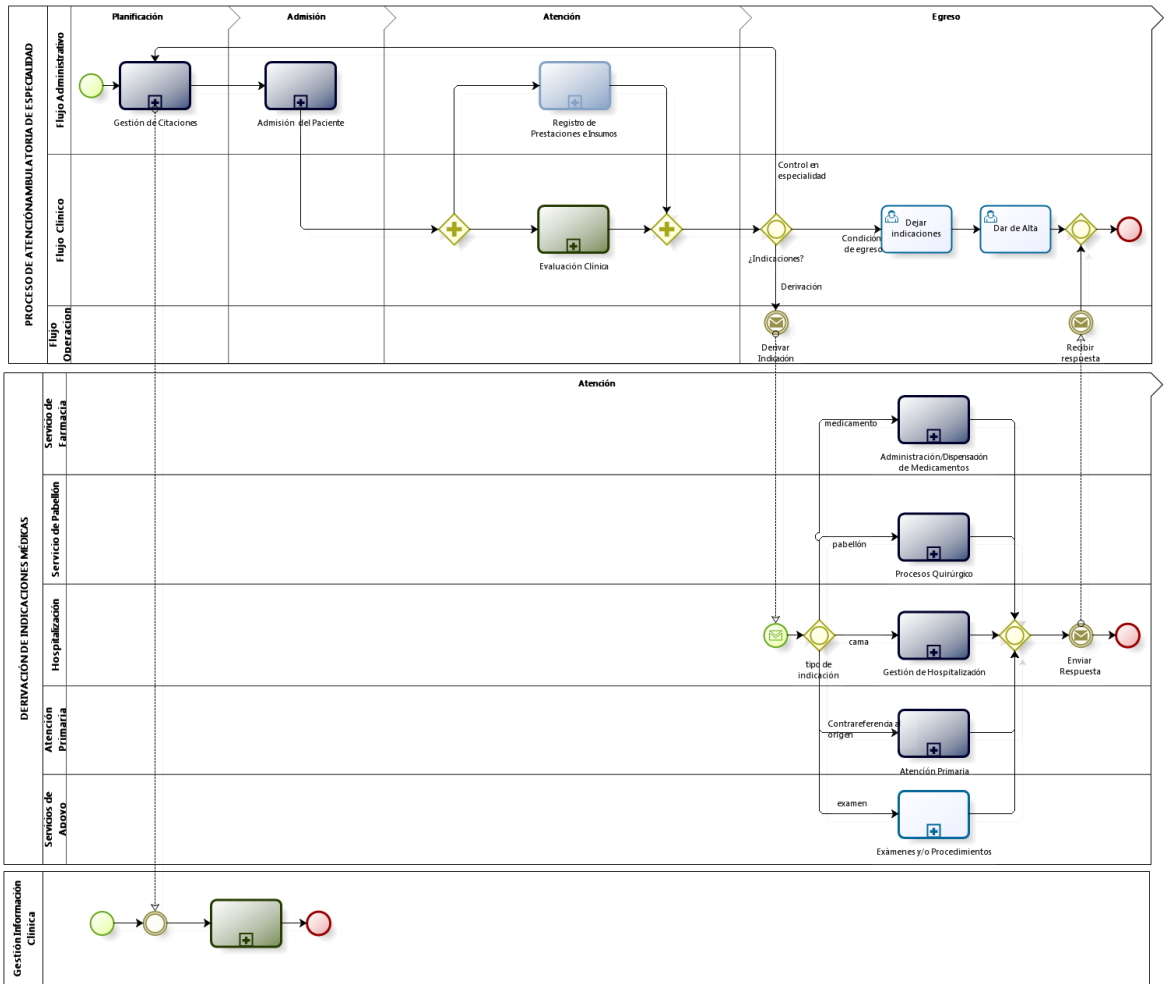 Planificación
Admisión
Atención
Egreso
PROCESO DE ATENCIÓN AMBULATORIA DE ESPECIALIDAD
Flujo Administrativo
Gestión de Citaciones
Admisión del Paciente
Registro de
Prestaciones e Insumos
Flujo Clínico
Evaluación Clínica
Control en
especialidad
¿Indicaciones?
Condición
de egreso
Dejar
indicaciones
Dar de Alta
Derivación
Flujo
Operacion
Derivar
Indicación
Recibir
respuesta
Atención
DERIVACIÓN DE INDICACIONES MÉDICAS
Servicio de
Farmacia
medicamento
Administración/Dispensación
de Medicamentos
Servicio de Pabellón
pabellón
Procesos Quirúrgico
Hospitalización
tipo de
indicación
cama
Gestión de Hospitalización
Enviar
Respuesta
Atención
Primaria
Contrareferencia a
origen
Atención Primaria
Servicios de
Apoyo
examen
Exámenes y/o Procedimientos
Gestión Información
Clínica